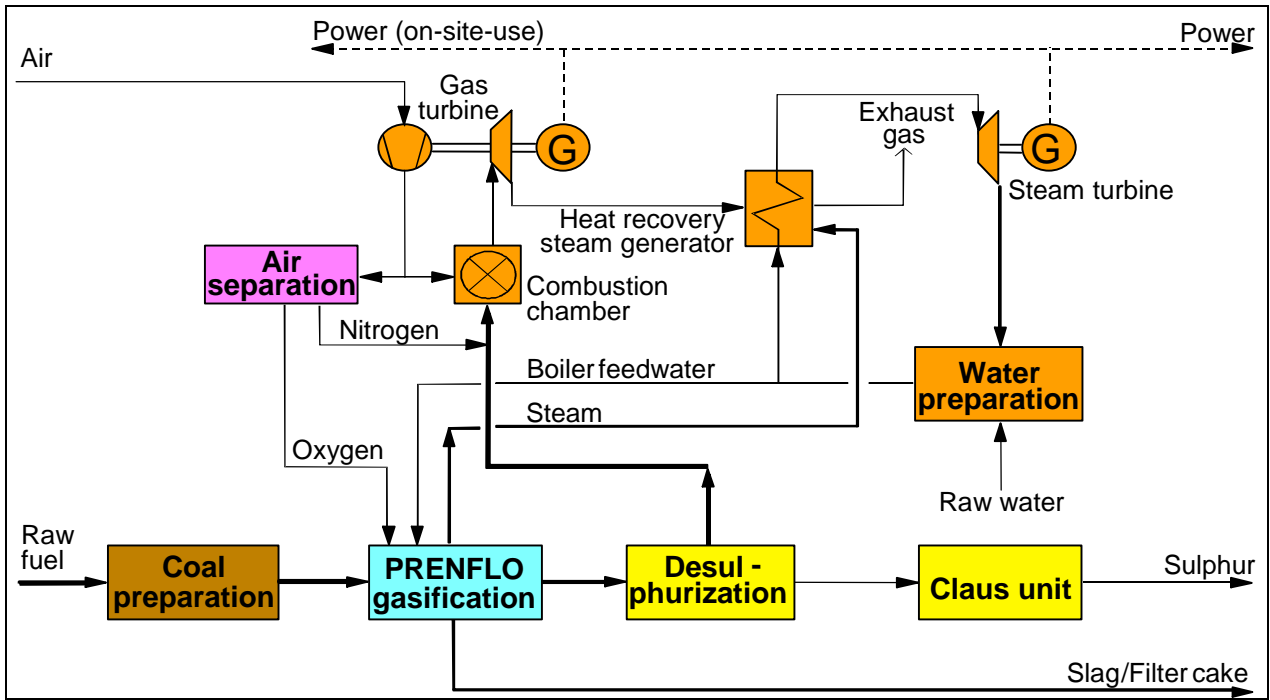 Power (on-site-use)
Power
Air
Gas
turbine
Exhaust
gas
G
G
Steam turbine
Heat recovery
steam generator
Air
separation
Combustion
chamber
Nitrogen
Boiler feedwater
Water
preparation
Steam
Oxygen
Raw water
Raw
fuel
Coal
preparation
PRENFLO
gasification
Desul -
phurization
Claus unit
Sulphur
Slag/Filter cake